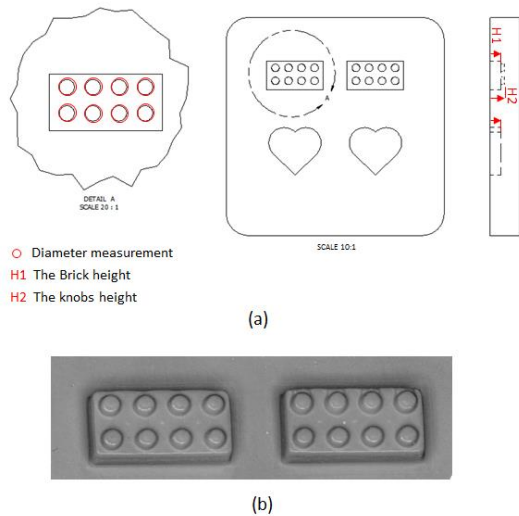 H1
H2
A
DETAIL A
SCALE 20 : 1
SCALE 10:1
Diameter measurement
H1 The Brick height
H2 The knobs height
(a)
(b)